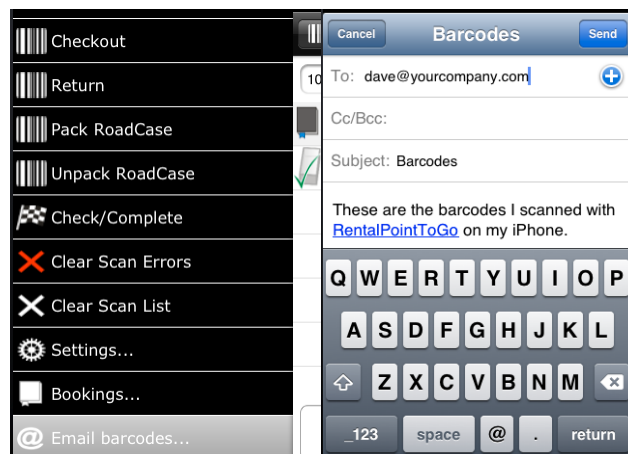 Checkout
Return
Pack RoadCase
Unpack RoadCase
Check/Complete
Clear Scan Errors
Clear Scan List
Settings...
Bookings...
@ Email barcodes...
10
Cancel Barcodes Send
To: dave@yourcompany.com
Cc/Bcc:
Subject: Barcodes
These are the barcodes I scanned with
RentalPointToGo on my iPhone.
Q W E R T Y U I O P
A S D F G H J K L
Z X C V B N M
_123 space @ . return